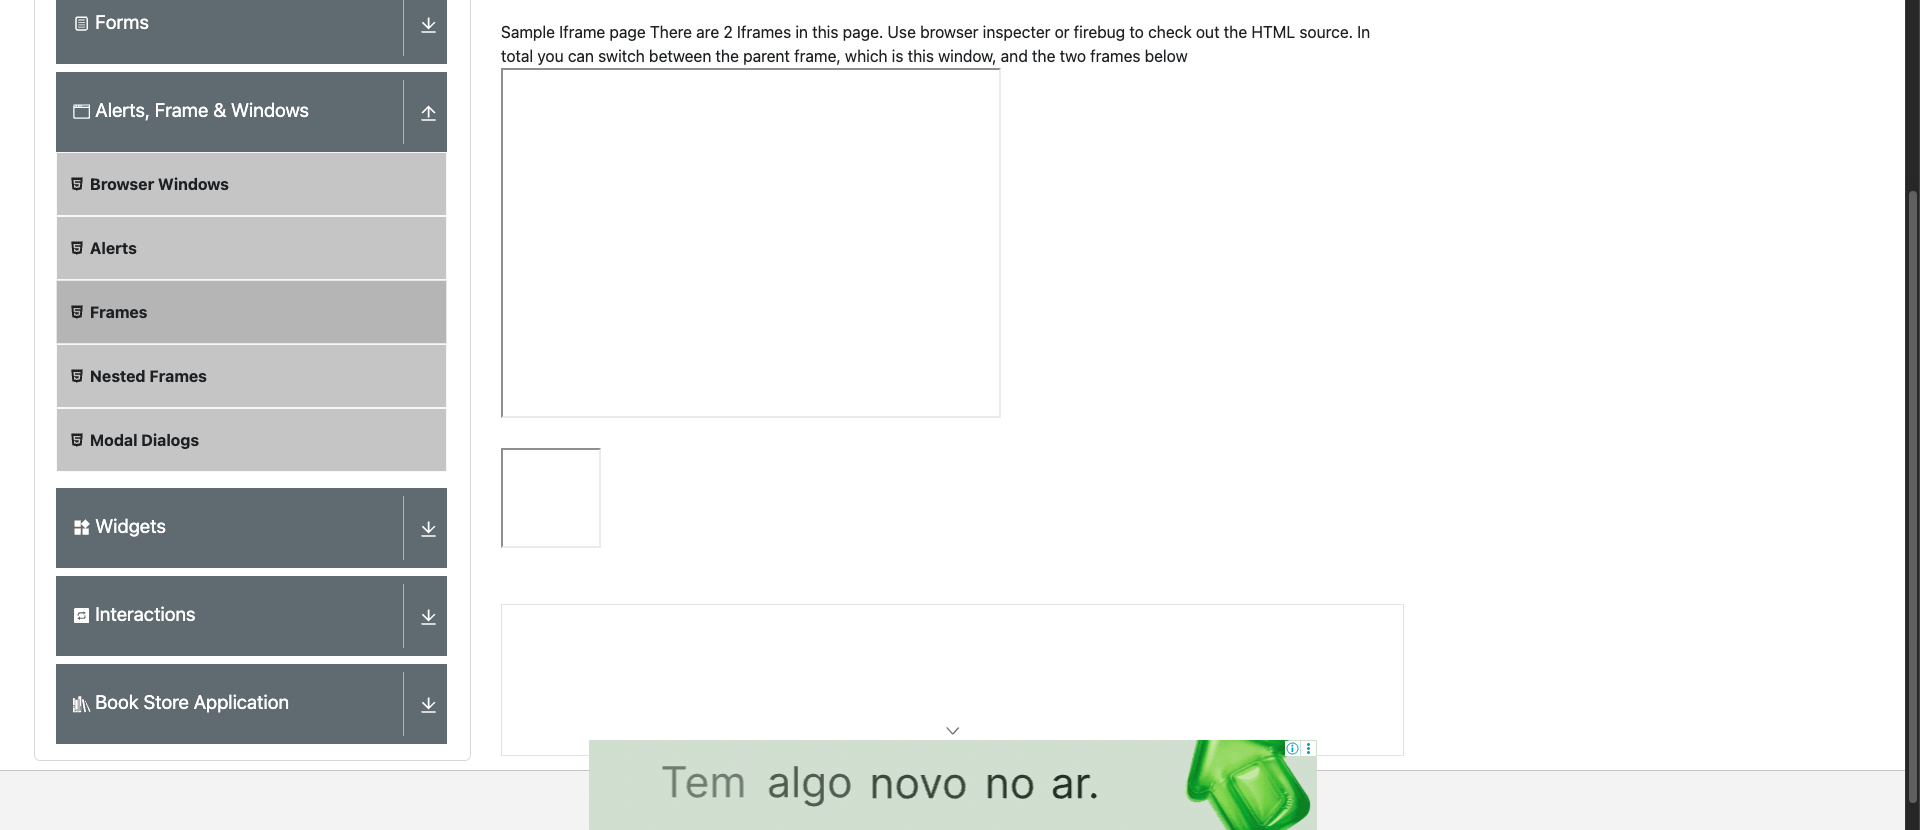 Forms
Alerts, Frame & Windows
Browser Windows
Alerts
Frames
Nested Frames
Modal Dialogs
Widgets
Interactions
Book Store Application
Sample Iframe page There are 2 Iframes in this page. Use browser inspecter or firebug to check out the HTML source. In
total you can switch between the parent frame, which is this window, and the two frames below
Tem algo novo no ar.